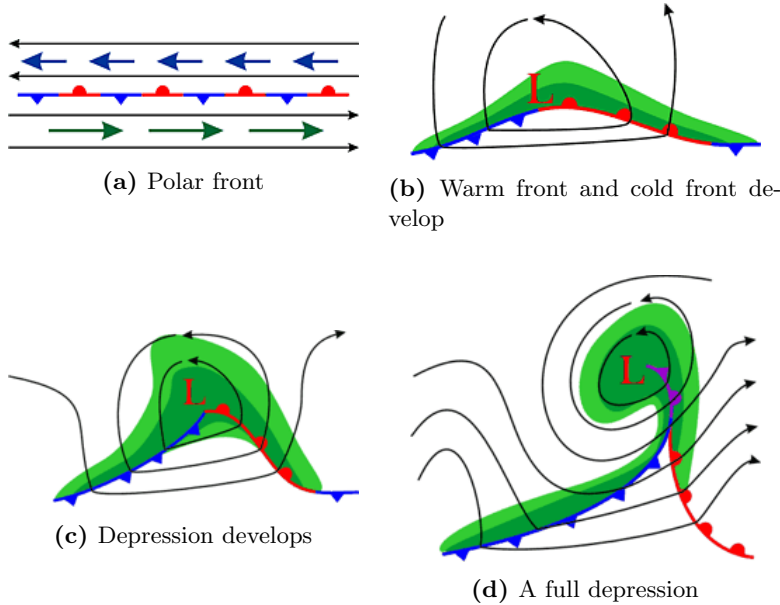 (a) Polar front
L
(b) Warm front and cold front de-
velop
L
(c) Depression develops
L
(d) A full depression